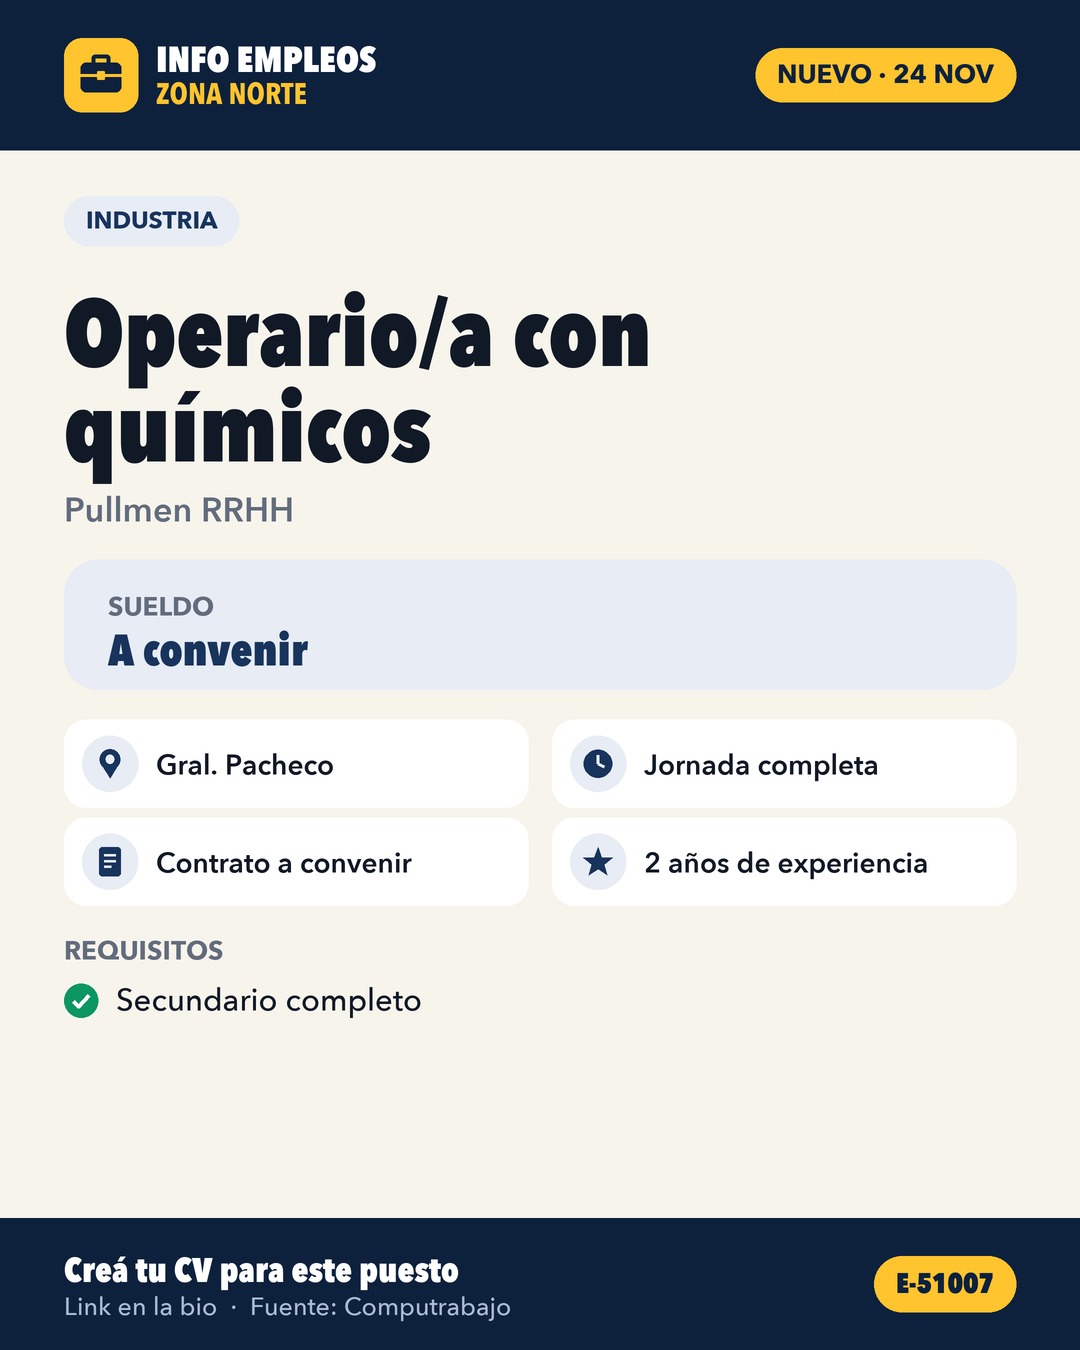 INFO EMPLEOS
ZONA NORTE
NUEVO · 24 NOV
INDUSTRIA
Operario/a con
químicos
Pullmen RRHH
SUELDO
A convenir
Gral. Pacheco
Jornada completa
Contrato a convenir
2 años de experiencia
REQUISITOS
Secundario completo
Creá tu CV para este puesto
Link en la bio · Fuente: Computrabajo
E-51007